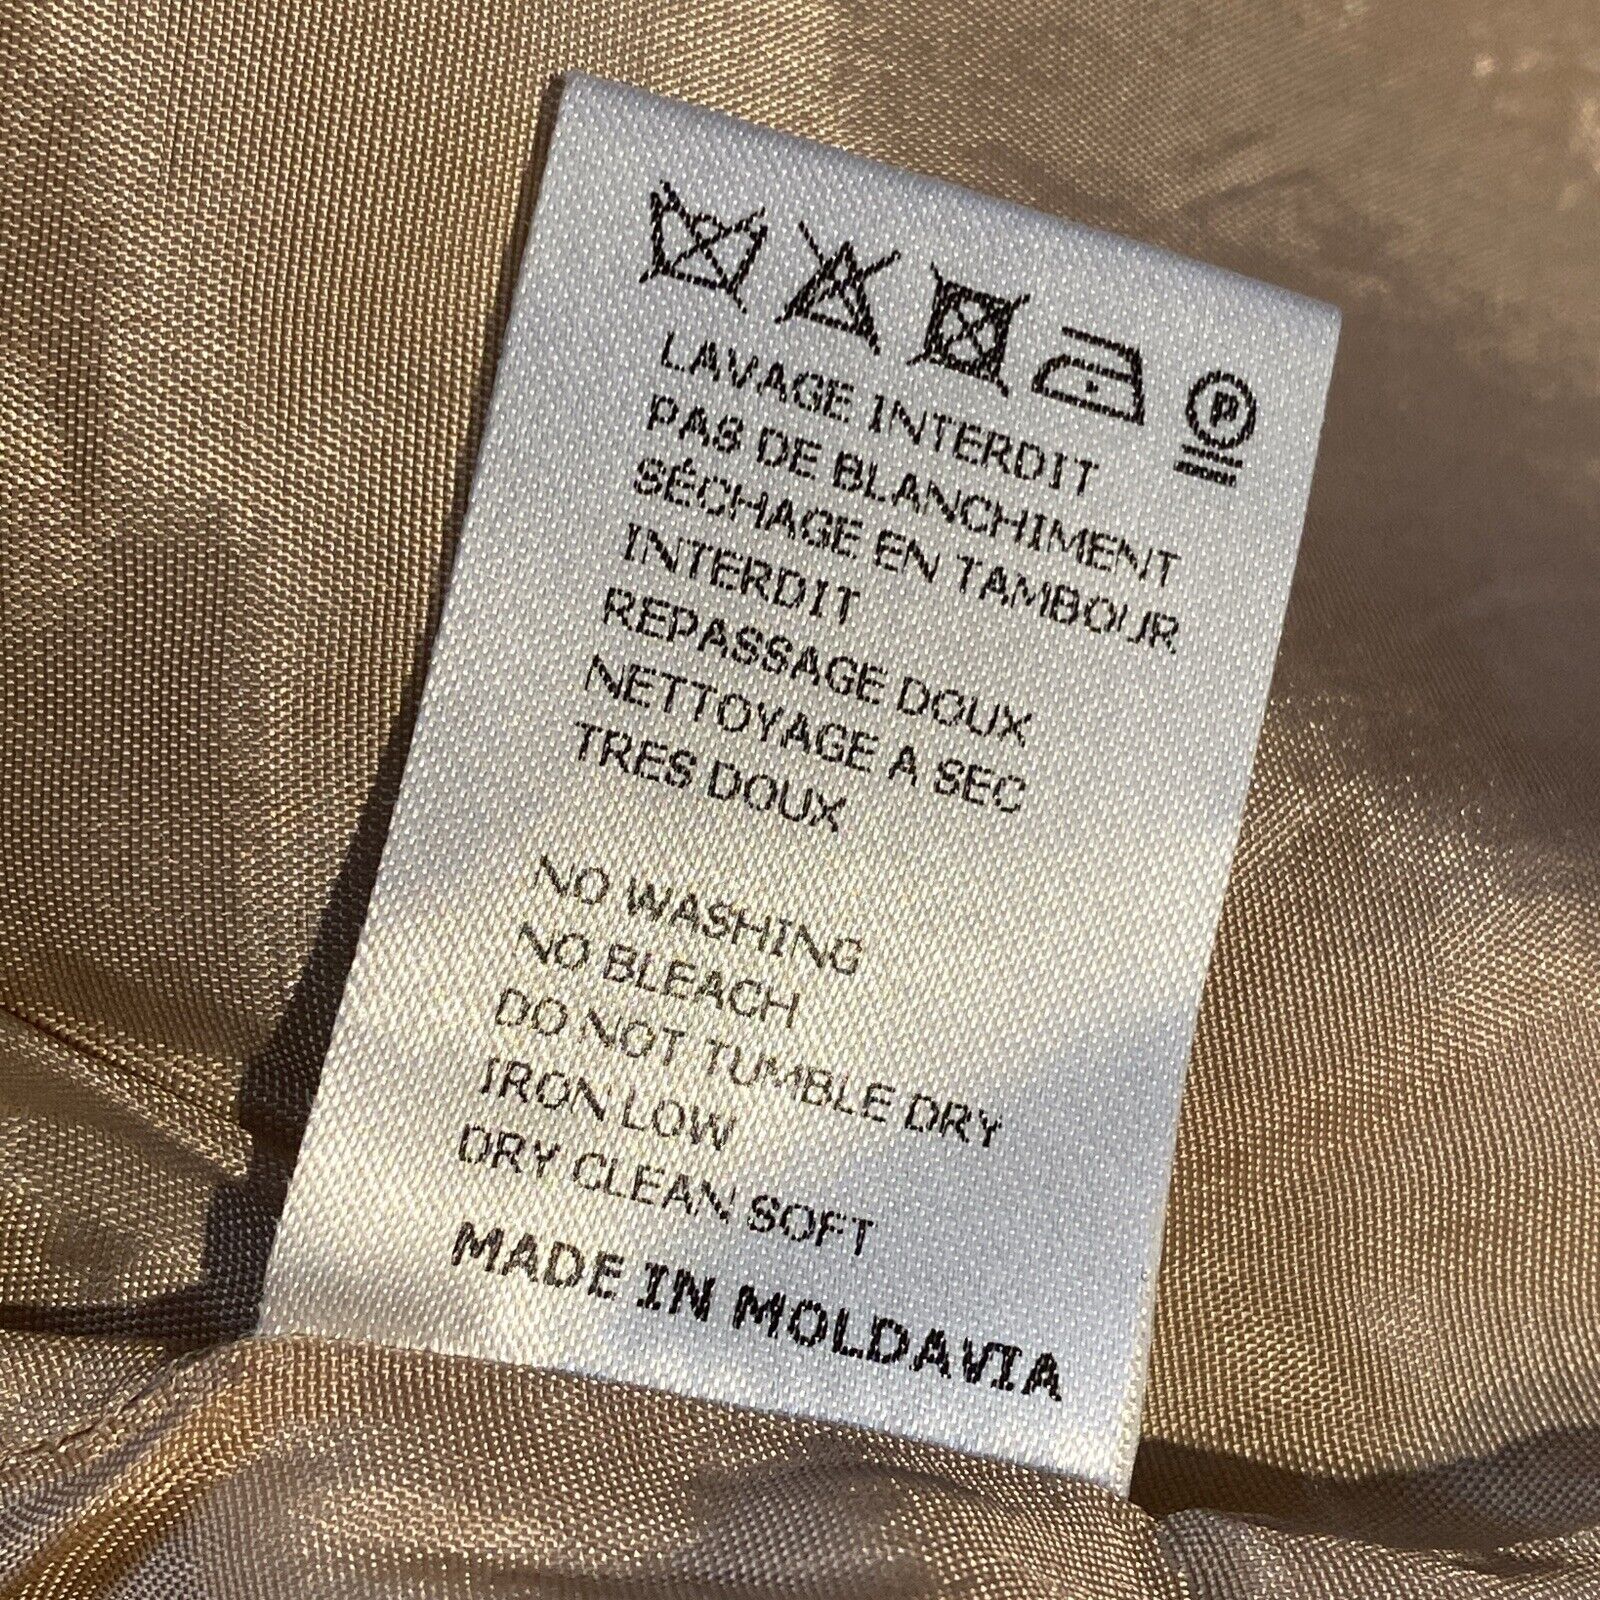 P
LAVAGE INTERDIT
PAS DE BLANCHIMENT
SÉCHAGE EN TAMBOUR
INTERDIT
REPASSAGE DOUX
NETTOYAGE A SEC
TRES DOUX
NO WASHING
NO BLEACH
DO NOT TUMBLE DRY
IRON LOW
DRY CLEAN SOFT
MADE IN MOLDAVIA